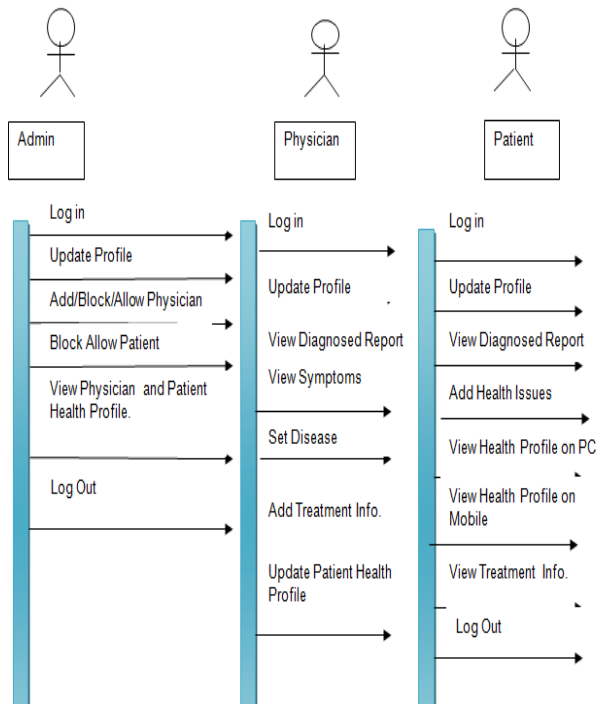 Admin
Physician
Patient
Log in
Update Profile
Add/Block/Allow Physician
Block Allow Patient
View Physician and Patient
Health Profile.
Log Out
Log in
Update Profile
View Diagnosed Report
View Symptoms
Set Disease
Add Treatment Info.
Update Patient Health
Profile
Log in
Update Profile
View Diagnosed Report
Add Health Issues
View Health Profile on PC
View Health Profile on
Mobile
View Treatment Info.
Log Out